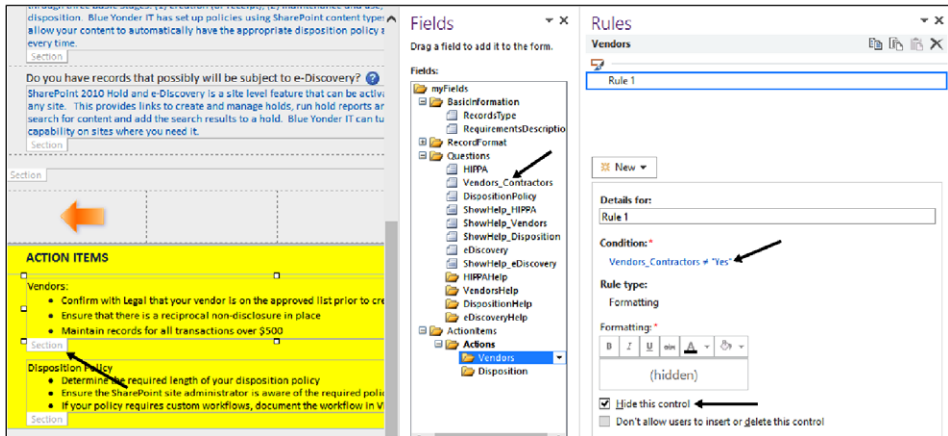 through three basic stages: (1) creation (or receipt), (2) maintenance and use,
disposition. Blue Yonder IT has set up policies using SharePoint content types
allow your content to automatically have the appropriate disposition policy a
every time.
Section
Do you have records that possibly will be subject to e-Discovery?
SharePoint 2010 Hold and e-Discovery is a site level feature that can be activa
any site. This provides links to create and manage holds, run hold reports an
search for content and add the search results to a hold. Blue Yonder IT can tu
capability on sites where you need it.
Section
Section
ACTION ITEMS
Vendors:
• Confirm with Legal that your vendor is on the approved list prior to cre
• Ensure that there is a reciprocal non-disclosure in place
• Maintain records for all transactions over $500
Section
Disposition Policy
• Determine the required length of your disposition policy
• Ensure the SharePoint site administrator is aware of the required polic
• If your policy requires custom workflows, document the workflow in Vi
Section
Fields
Drag a field to add it to the form.
Fields:
myFields
BasicInformation
RecordsType
RequirementsDescriptio
RecordFormat
Questions
HIPPA
Vendors_Contractors
DispositionPolicy
ShowHelp_HIPPA
ShowHelp_Vendors
ShowHelp_Disposition
eDiscovery
ShowHelp_eDiscovery
HIPPAHelp
VendorsHelp
DispositionHelp
eDiscoveryHelp
ActionItems
Actions
Vendors
Disposition
Rules
Vendors
Rule 1
New
Details for:
Rule 1
Condition: *
Vendors_Contractors ≠ "Yes"
Rule type:
Formatting
Formatting: *
B I U abc A
(hidden)
Hide this control
Don't allow users to insert or delete this control